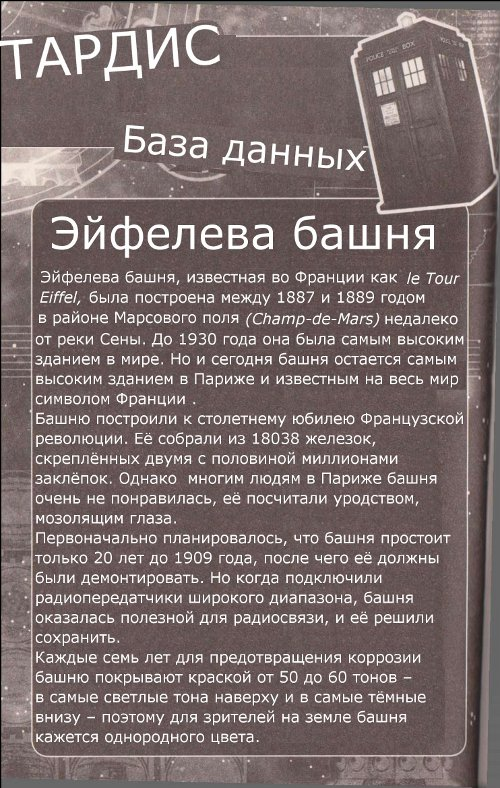 ТАРДИС
POLICE BOX
База данных
Эйфелева башня
Эйфелева башня, известная во Франции как le Tour
Eiffel, была построена между 1887 и 1889 годом
в районе Марсового поля (Champ-de-Mars) недалеко
от реки Сены. До 1930 года она была самым высоким
зданием в мире. Но и сегодня башня остается самым
высоким зданием в Париже и известным на весь мир
символом Франции .
Башню построили к столетнему юбилею Французской
революции. Её собрали из 18038 железок,
скреплённых двумя с половиной миллионами
заклёпок. Однако многим людям в Париже башня
очень не понравилась, её посчитали уродством,
мозолящим глаза.
Первоначально планировалось, что башня простоит
только 20 лет до 1909 года, после чего её должны
были демонтировать. Но когда подключили
радиопередатчики широкого диапазона, башня
оказалась полезной для радиосвязи, и её решили
сохранить.
Каждые семь лет для предотвращения коррозии
башню покрывают краской от 50 до 60 тонов –
в самые светлые тона наверху и в самые тёмные
внизу – поэтому для зрителей на земле башня
кажется однородного цвета.